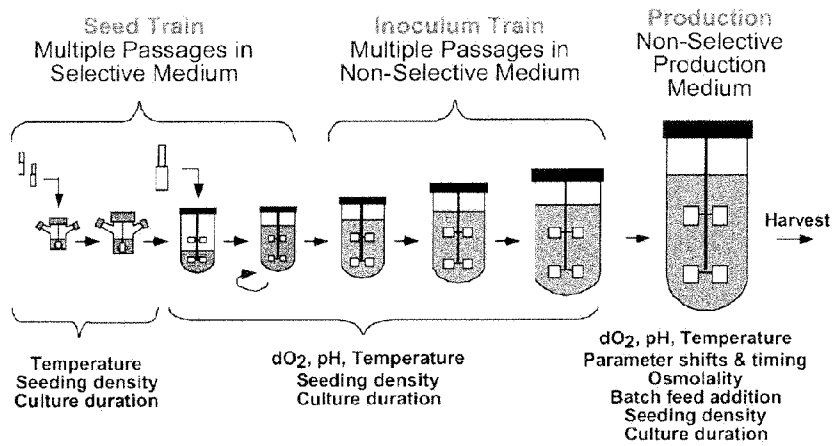 Seed Train
Multiple Passages in
Selective Medium
Inoculum Train
Multiple Passages in
Non-Selective Medium
Production
Non-Selective
Production
Medium
Harvest
Temperature
Seeding density
Culture duration
dO₂, pH, Temperature
Seeding density
Culture duration
dO₂, pH, Temperature
Parameter shifts & timing
Osmolality
Batch feed addition
Seeding density
Culture duration